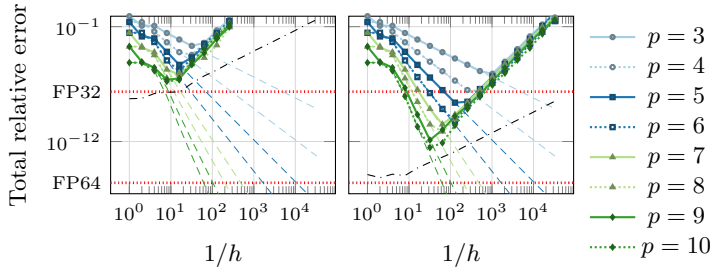 Total relative error
10^{-1}
FP32
10^{-12}
FP64
10^0 10^1 10^2 10^3 10^4
1/h
10^0 10^1 10^2 10^3 10^4
1/h
p = 3
p = 4
p = 5
p = 6
p = 7
p = 8
p = 9
p = 10